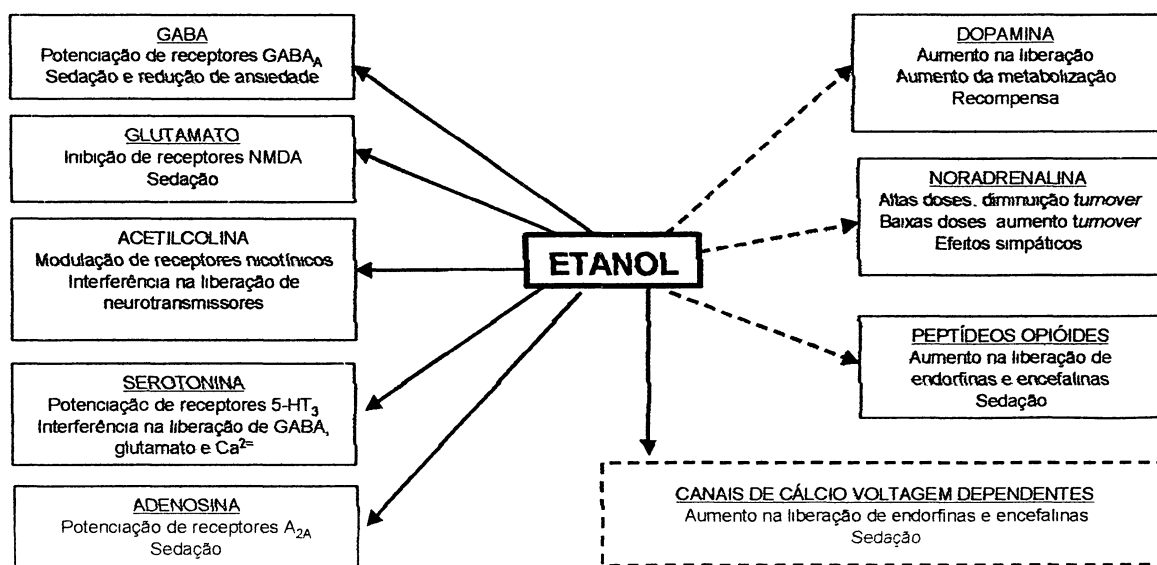 GABA
Potenciação de receptores GABA_A
Sedação e redução de ansiedade
GLUTAMATO
Inibição de receptores NMDA
Sedação
ACETILCOLINA
Modulação de receptores nicotínicos
Interferência na liberação de
neurotransmissores
SEROTONINA
Potenciação de receptores 5-HT₃
Interferência na liberação de GABA,
glutamato e Ca²⁼
ADENOSINA
Potenciação de receptores A₂A
Sedação
ETANOL
DOPAMINA
Aumento na liberação
Aumento da metabolização
Recompensa
NORADRENALINA
Altas doses. diminuição turnover
Baixas doses aumento turnover
Efeitos simpáticos
PEPTÍDEOS OPIÓIDES
Aumento na liberação de
endorfinas e encefalinas
Sedação
CANAIS DE CÁLCIO VOLTAGEM DEPENDENTES
Aumento na liberação de endorfinas e encefalinas
Sedação